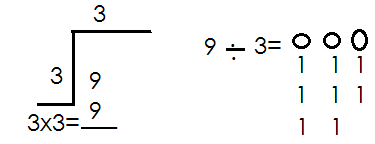 3
3 9
3x3= 9
9 ÷ 3= O O O
1 1 1
1 1 1
1 1